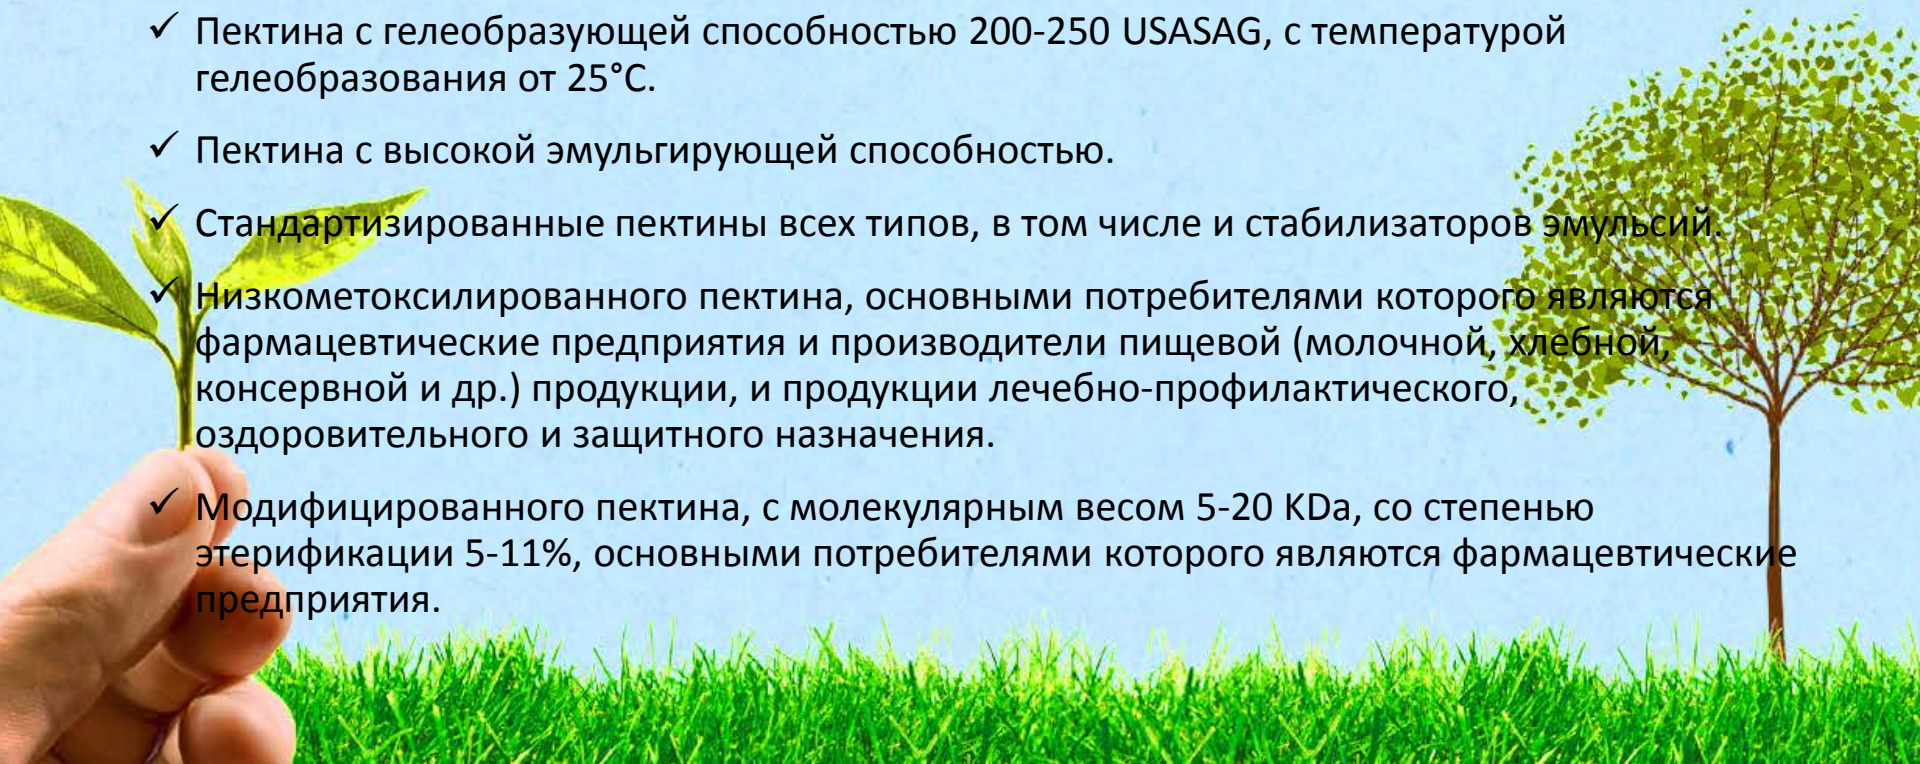 ✓ Пектина с гелеобразующей способностью 200-250 USASAG, с температурой
гелеобразования от 25°C.
✓ Пектина с высокой эмульгирующей способностью.
✓ Стандартизированные пектины всех типов, в том числе и стабилизаторов эмульсий.
✓ Низкометоксилированного пектина, основными потребителями которого являются
фармацевтические предприятия и производители пищевой (молочной, хлебной,
консервной и др.) продукции, и продукции лечебно-профилактического,
оздоровительного и защитного назначения.
✓ Модифицированного пектина, с молекулярным весом 5-20 KDa, со степенью
этерификации 5-11%, основными потребителями которого являются фармацевтические
предприятия.